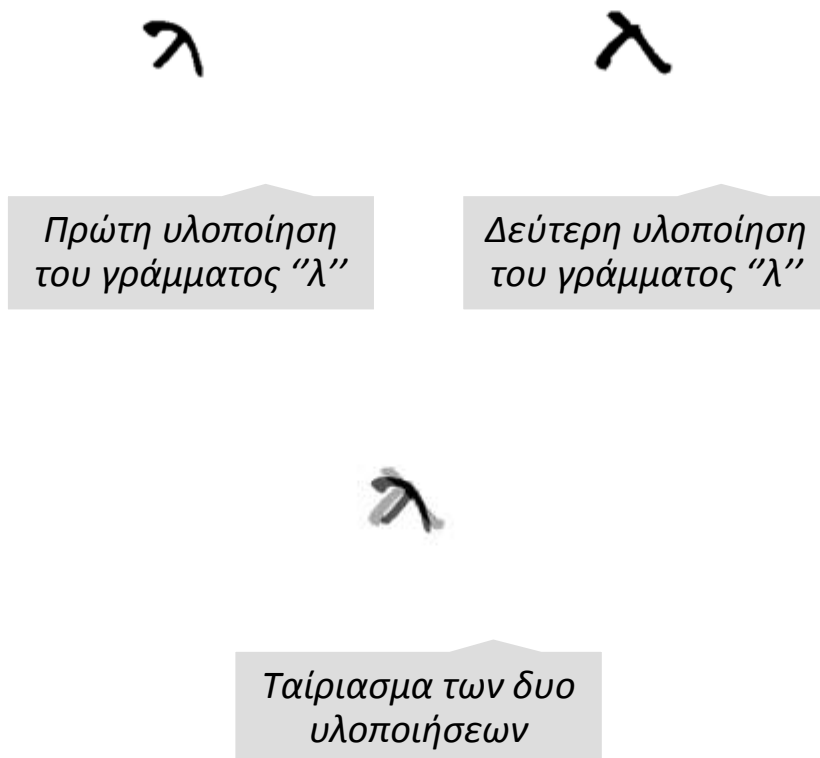 λ λ
Πρώτη υλοποίηση
του γράμματος ‘’λ’’
Δεύτερη υλοποίηση
του γράμματος ‘’λ’’
λ
Ταίριασμα των δυο
υλοποιήσεων